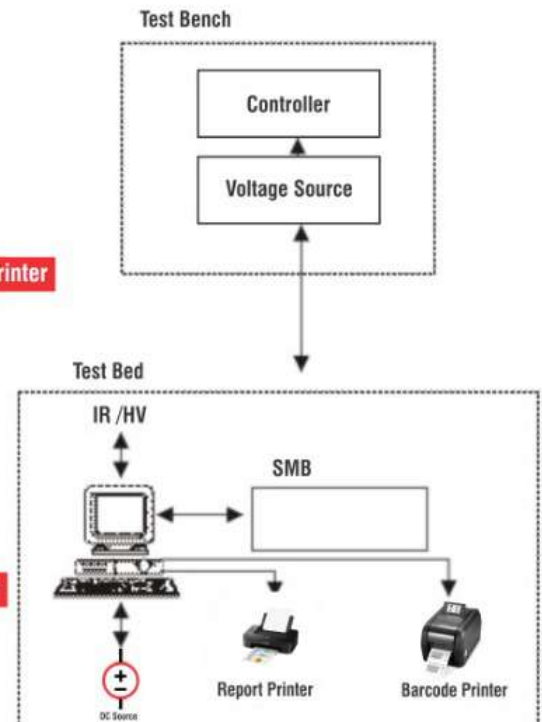 Test Bench
Controller
Voltage Source
rinter
Test Bed
IR /HV
SMB
+
−
DC Source
Report Printer
Barcode Printer